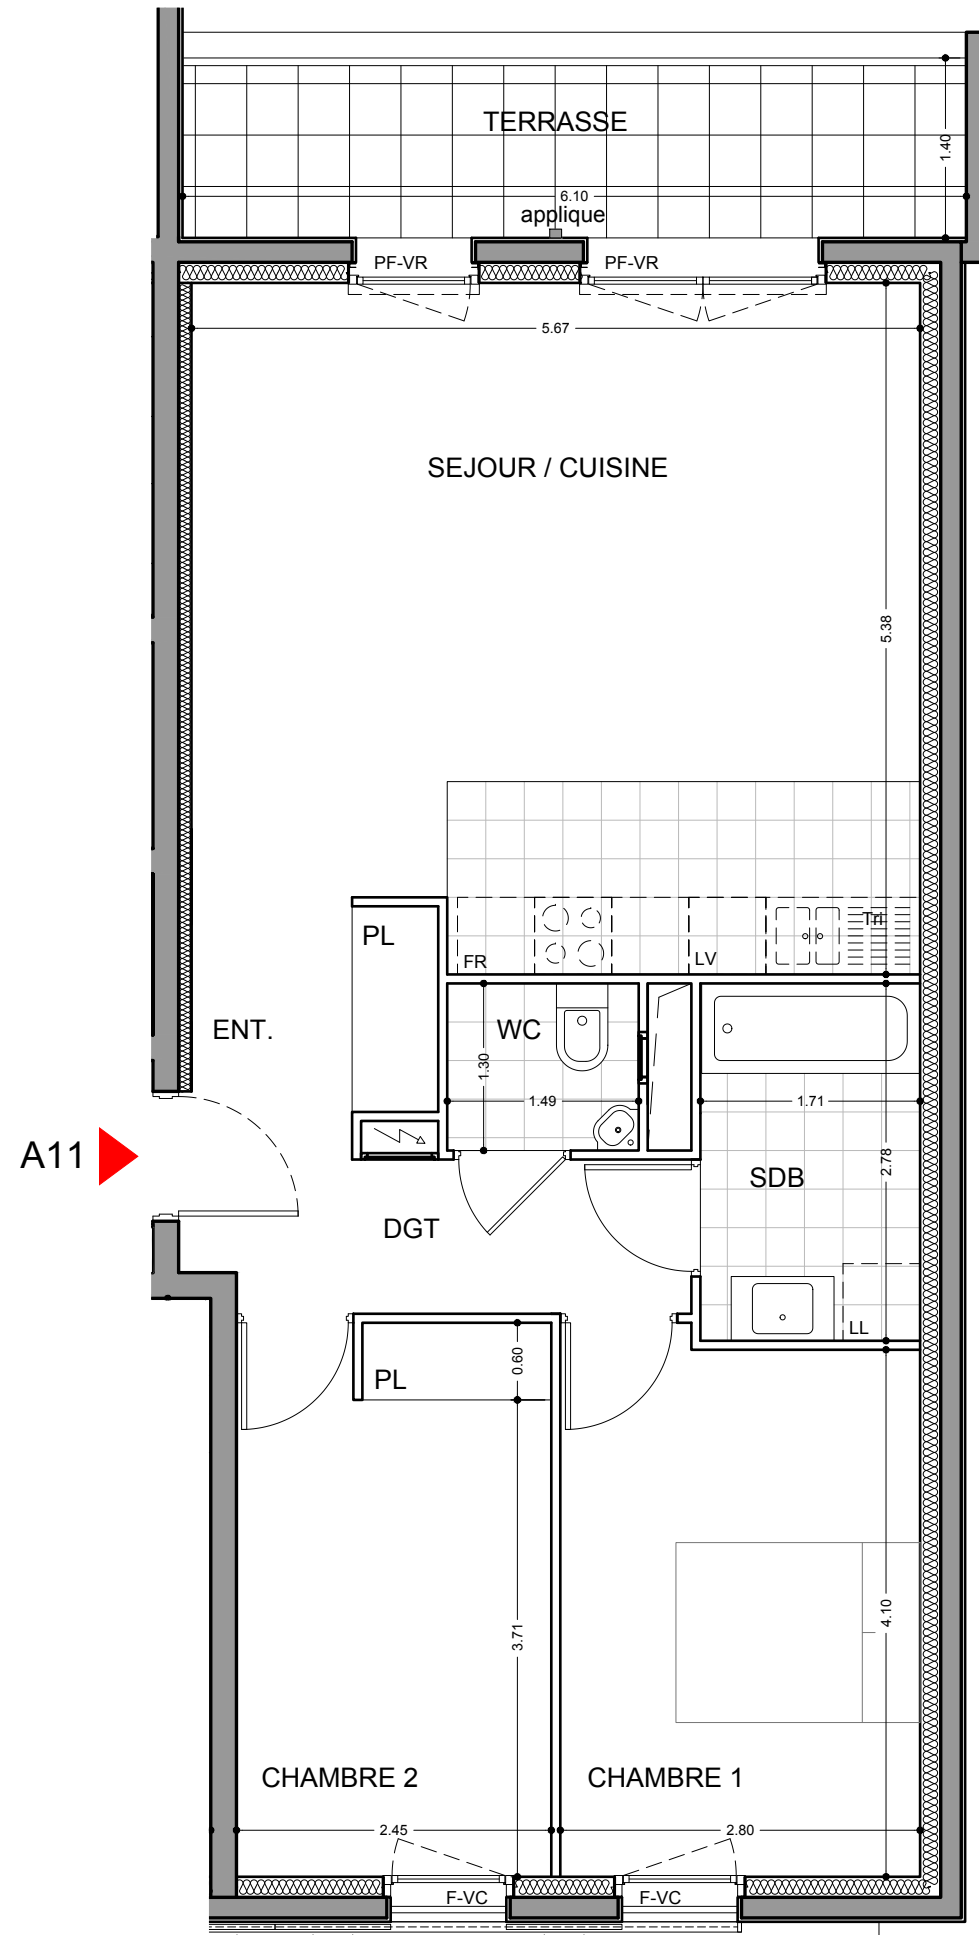 TERRASSE
1.40
6.10
applique
PF-VR
PF-VR
5.67
SEJOUR / CUISINE
5.38
PL
FR
LV
Tri
ENT.
WC
1.30
1.49
1.71
A11
SDB
2.78
DGT
LL
PL
0.60
3.71
4.10
CHAMBRE 2
CHAMBRE 1
2.45
2.80
F-VC
F-VC